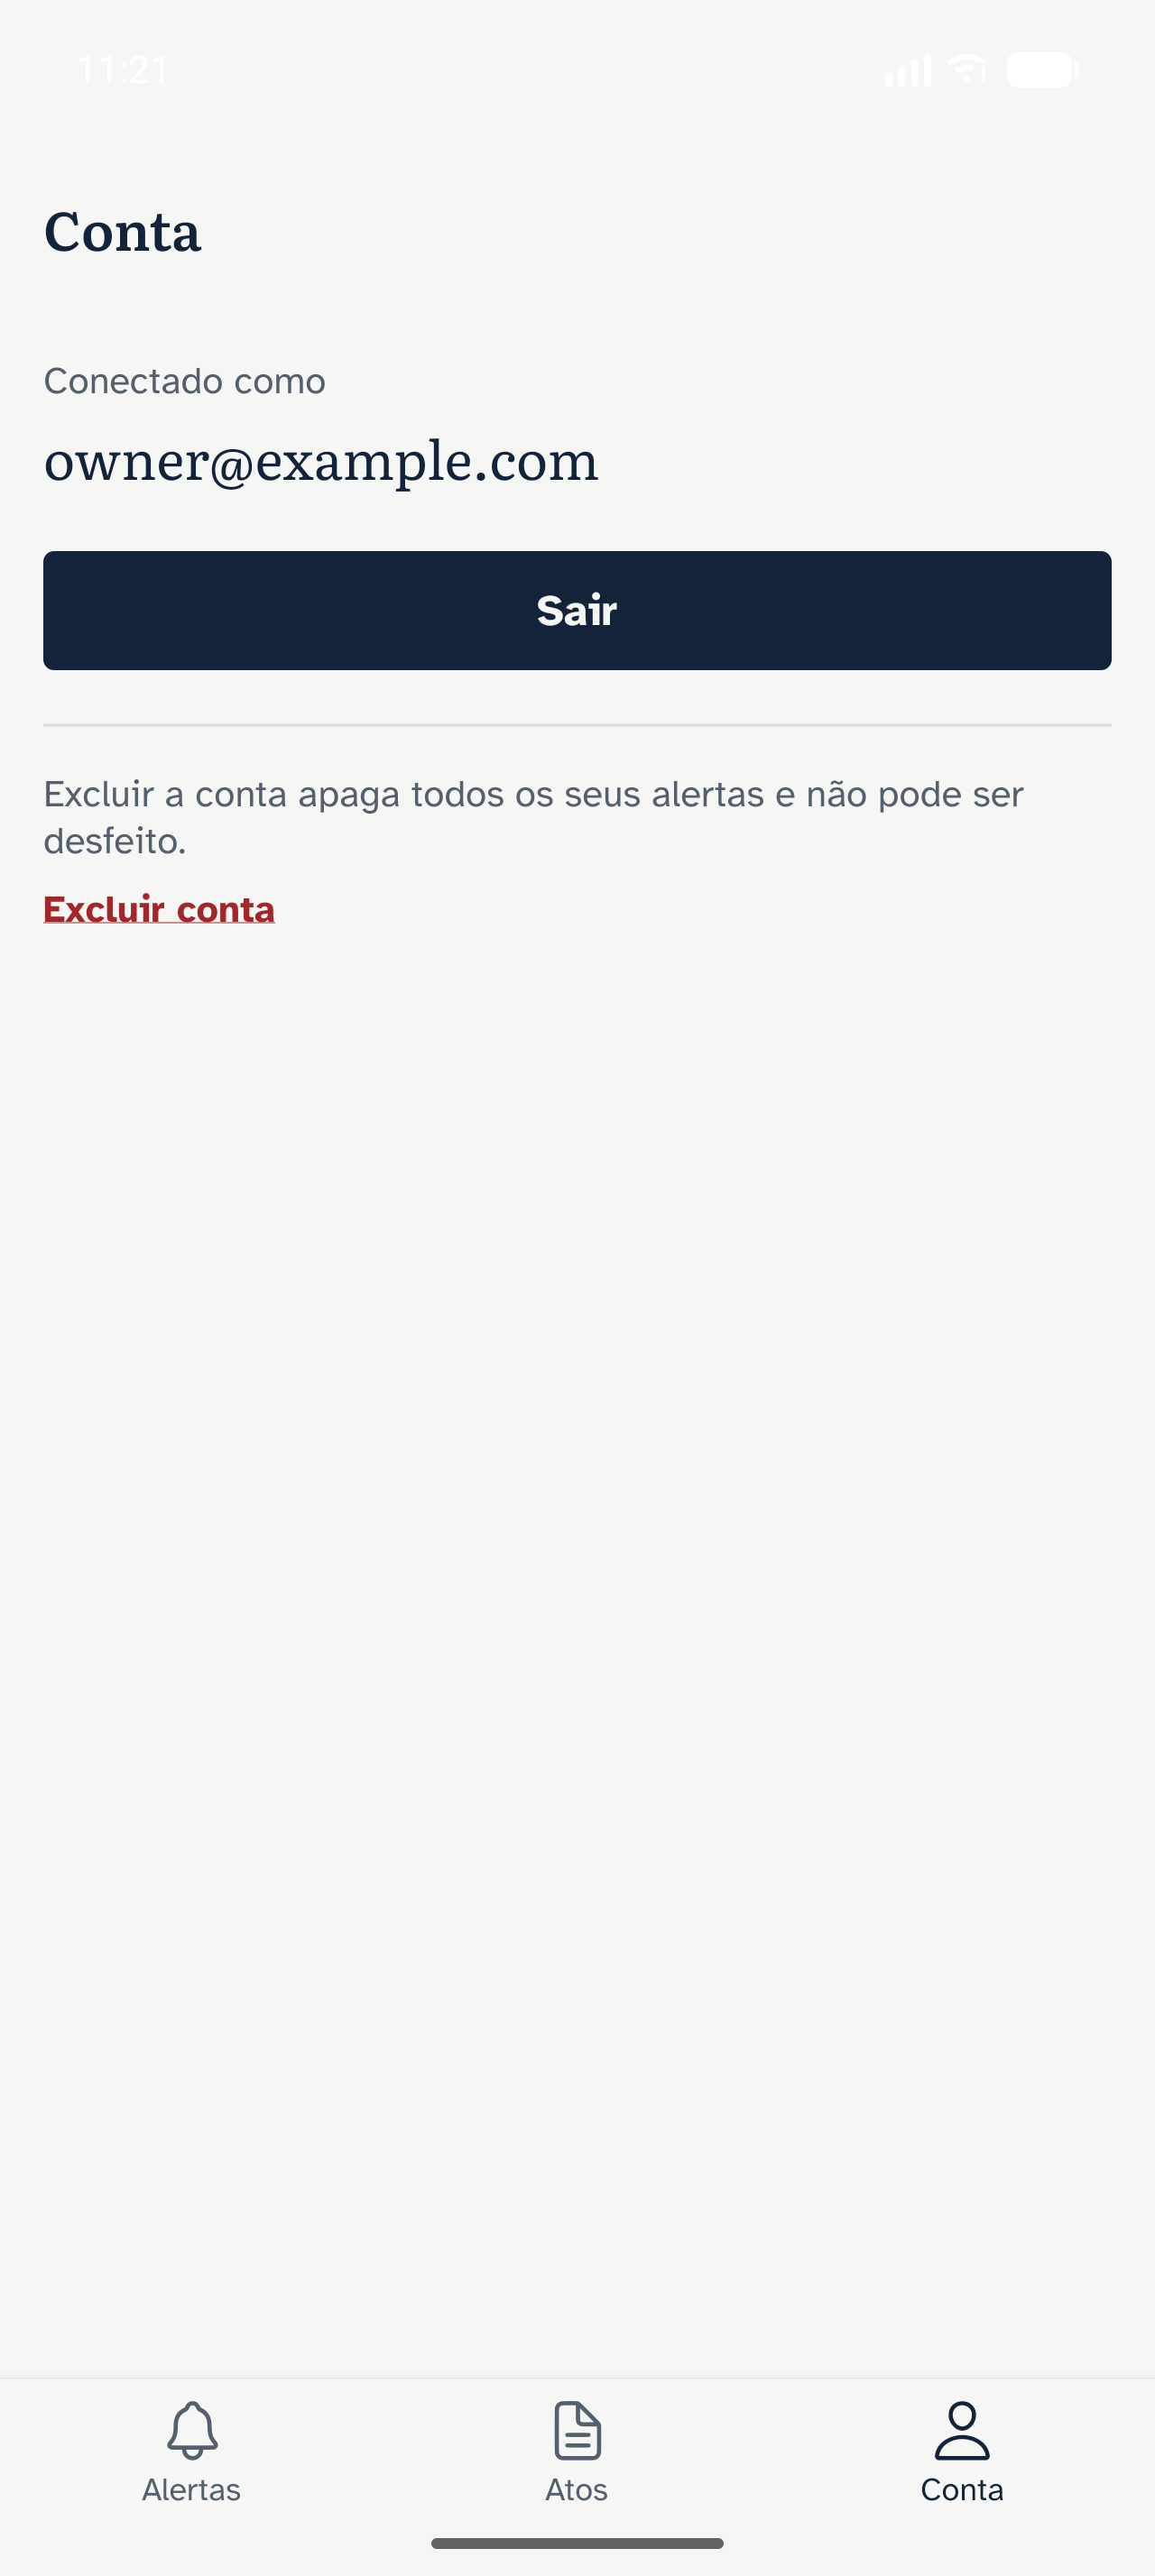 11:21
Conta
Conectado como
owner@example.com
Sair
Excluir a conta apaga todos os seus alertas e não pode ser
desfeito.
Excluir conta
Alertas
Atos
Conta